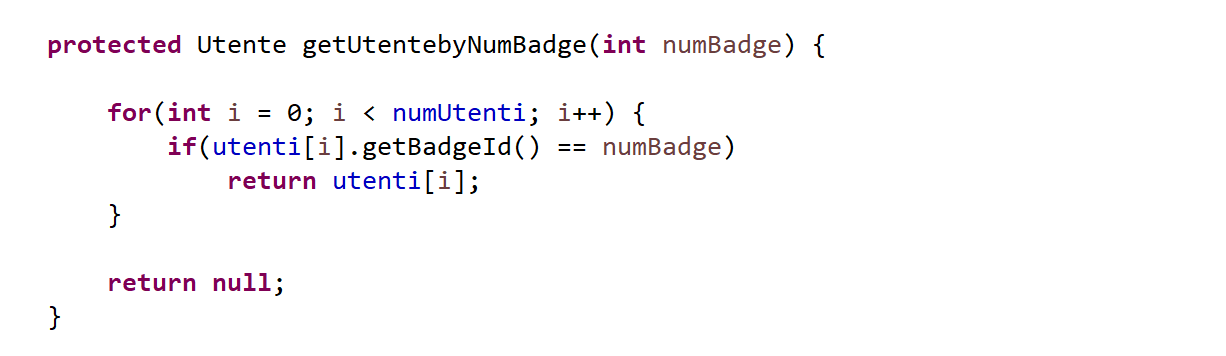 protected Utente getUtentebyNumBadge(int numBadge) {
for(int i = 0; i < numUtenti; i++) {
if(utenti[i].getBadgeId() == numBadge)
return utenti[i];
}
return null;
}